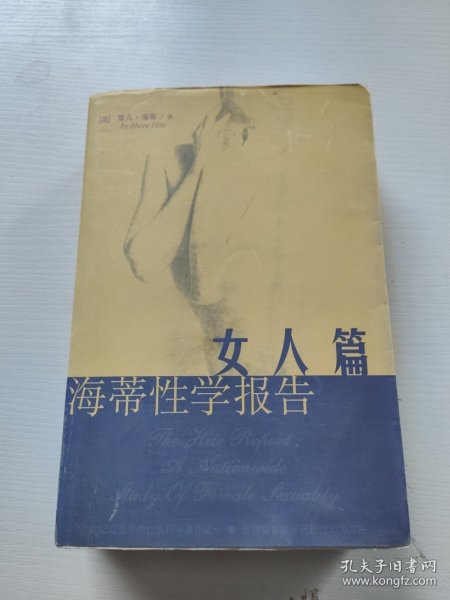 [美] 雪儿·海蒂/著
by Shere Hite
女人篇
海蒂性学报告
The Hite Report
A Nationwide
Study Of Female Sexuality
孔夫子旧书网
www.kongfz.com